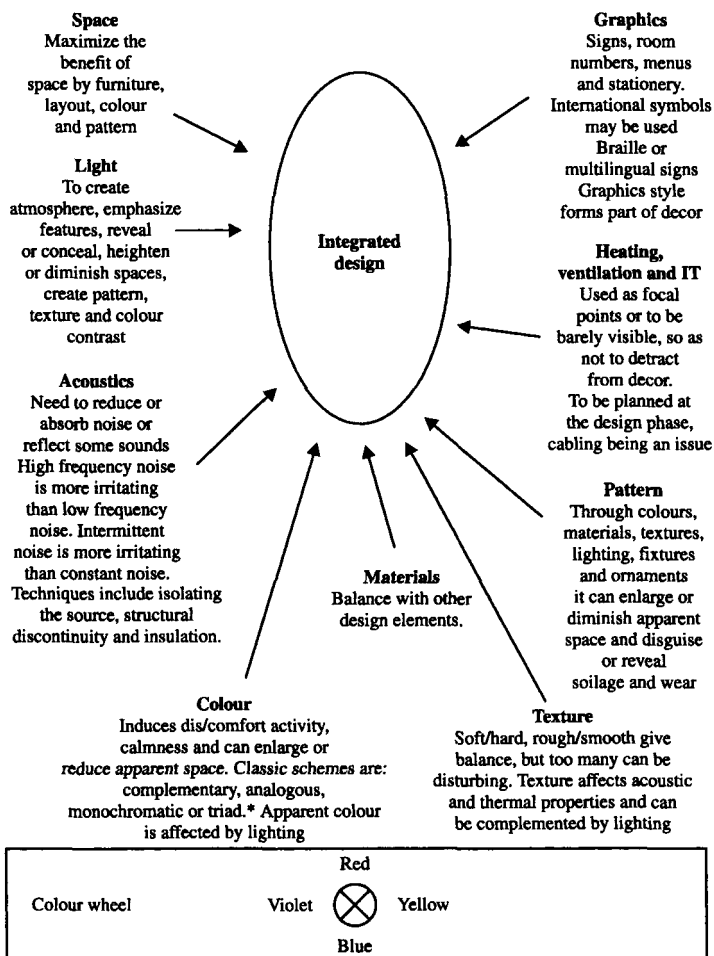 Space
Maximize the
benefit of
space by furniture,
layout, colour
and pattern
Light
To create
atmosphere, emphasize
features, reveal
or conceal, heighten
or diminish spaces,
create pattern,
texture and colour
contrast
Acoustics
Need to reduce or
absorb noise or
reflect some sounds
High frequency noise
is more irritating
than low frequency
noise. Intermittent
noise is more irritating
than constant noise.
Techniques include isolating
the source, structural
discontinuity and insulation.
Integrated
design
Graphics
Signs, room
numbers, menus
and stationery.
International symbols
may be used
Braille or
multilingual signs
Graphics style
forms part of decor
Heating,
ventilation and IT
Used as focal
points or to be
barely visible, so as
not to detract
from decor.
To be planned at
the design phase,
cabling being an issue
Pattern
Through colours,
materials, textures,
lighting, fixtures
and ornaments
it can enlarge or
diminish apparent
space and disguise
or reveal
soilage and wear
Materials
Balance with other
design elements.
Colour
Induces dis/comfort activity,
calmness and can enlarge or
reduce apparent space. Classic schemes are:
complementary, analogous,
monochromatic or triad.* Apparent colour
is affected by lighting
Texture
Soft/hard, rough/smooth give
balance, but too many can be
disturbing. Texture affects acoustic
and thermal properties and can
be complemented by lighting
Red
Colour wheel Violet Yellow
Blue